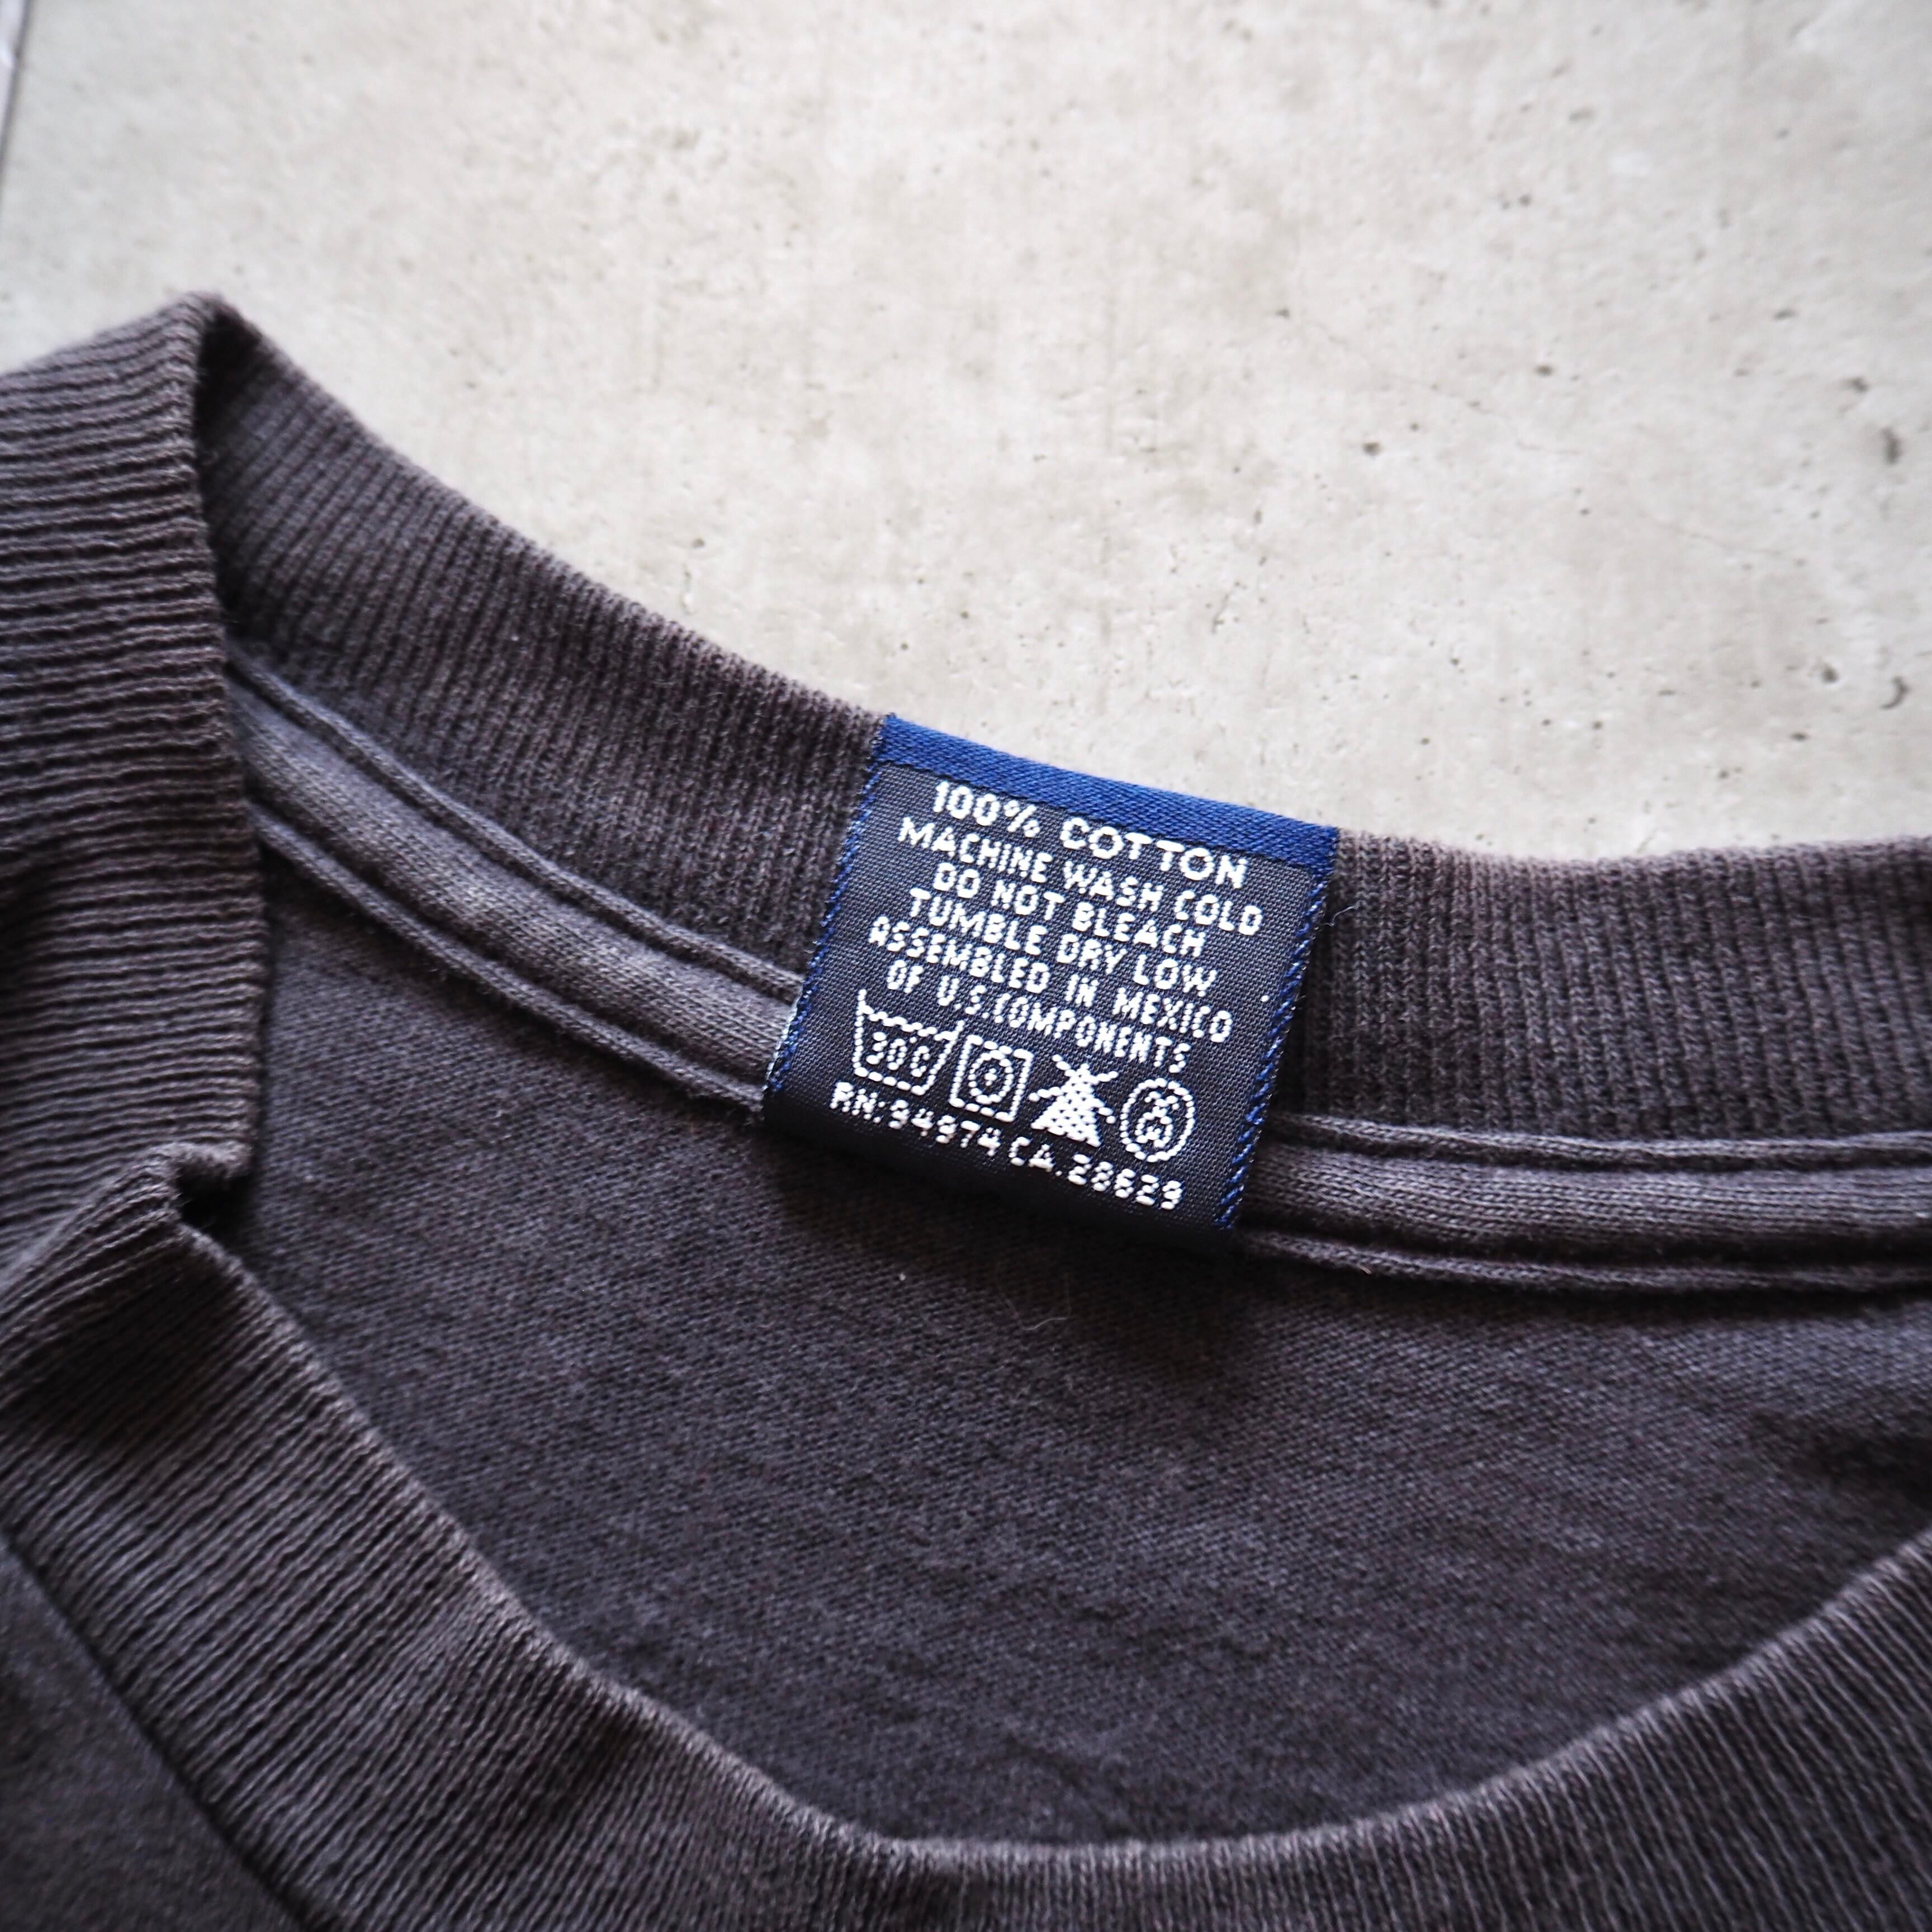 100% COTTON
MACHINE WASH COLD
DO NOT BLEACH
TUMBLE DRY LOW
ASSEMBLED IN MEXICO
OF U.S.COMPONENTS
30°C
RN:94974 CA.28629